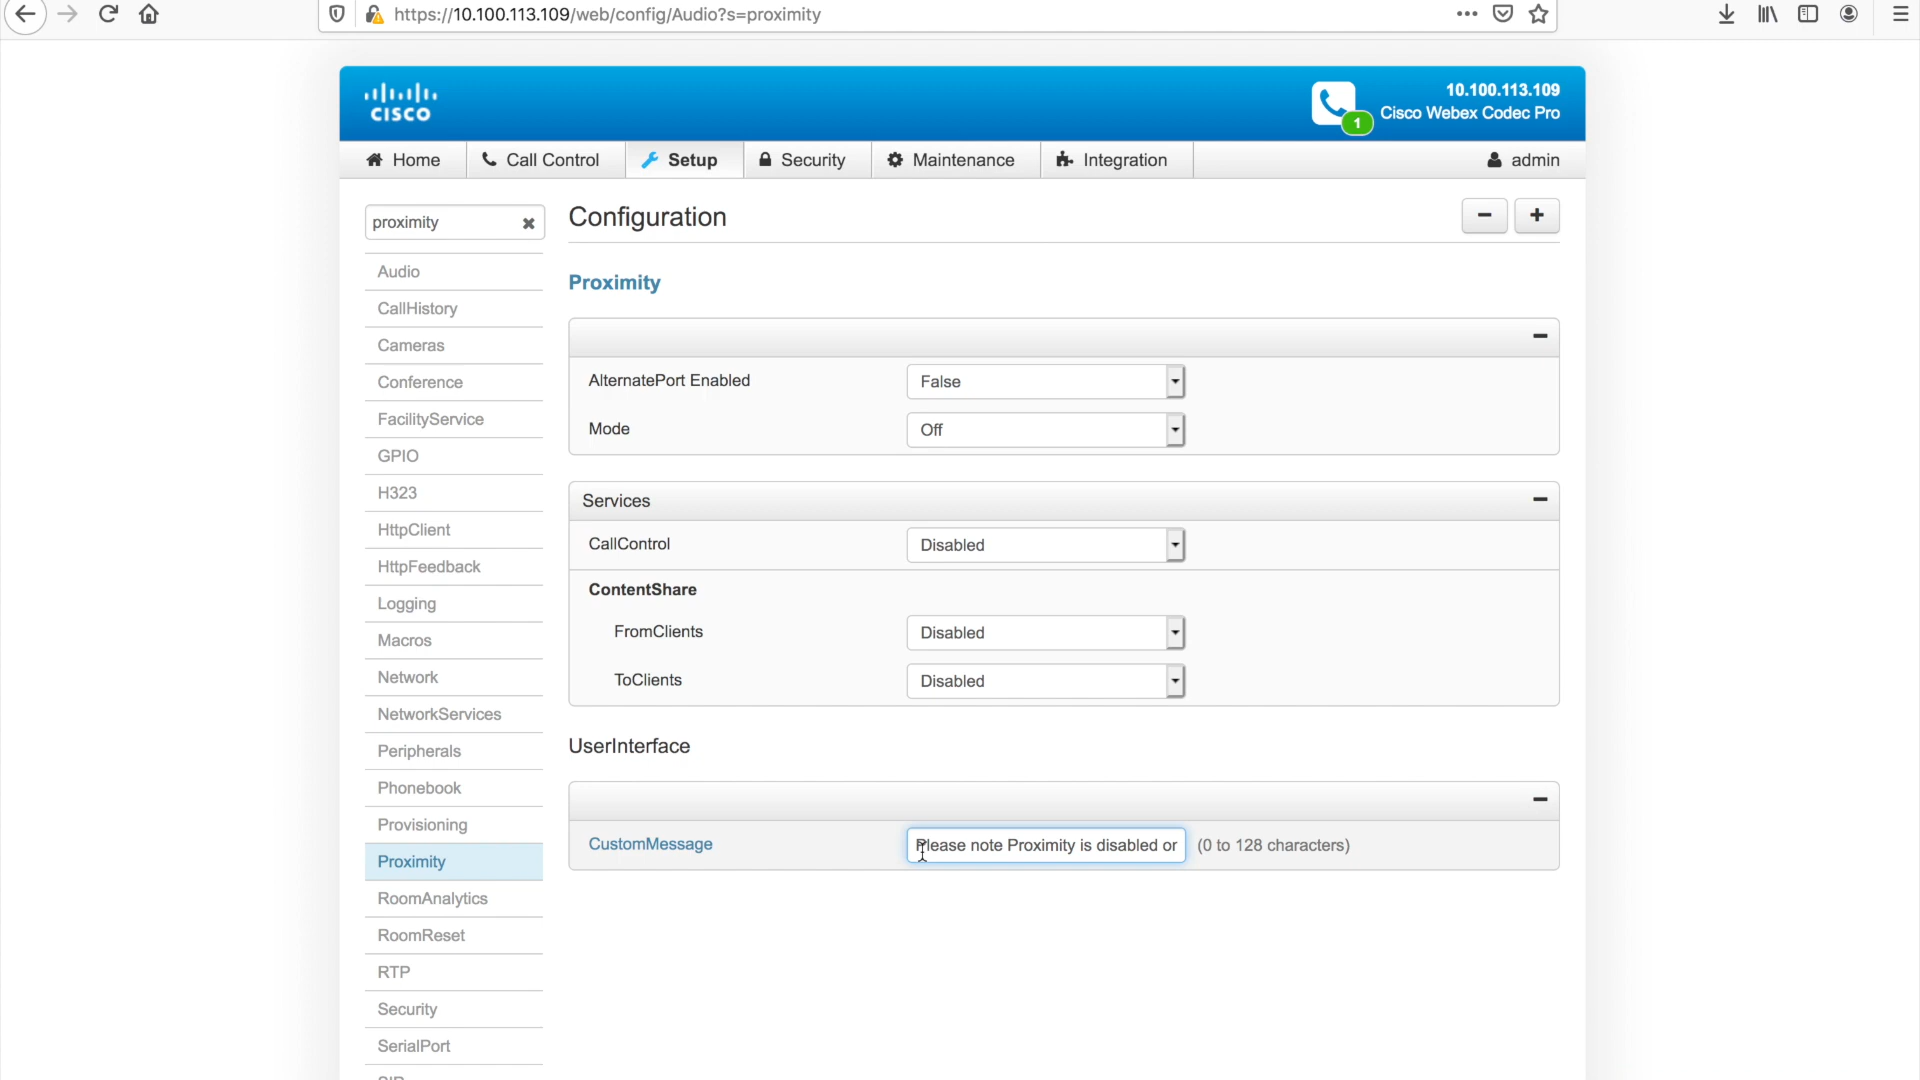 https://10.100.113.109/web/config/Audio?s=proximity
CISCO
1
10.100.113.109
Cisco Webex Codec Pro
Home
Call Control
Setup
Security
Maintenance
Integration
admin
proximity
Configuration
Audio
CallHistory
Cameras
Conference
FacilityService
GPIO
H323
HttpClient
HttpFeedback
Logging
Macros
Network
NetworkServices
Peripherals
Phonebook
Provisioning
Proximity
RoomAnalytics
RoomReset
RTP
Security
SerialPort
Proximity
AlternatePort Enabled
False
Mode
Off
Services
CallControl
Disabled
ContentShare
FromClients
Disabled
ToClients
Disabled
UserInterface
CustomMessage
Please note Proximity is disabled or
(0 to 128 characters)